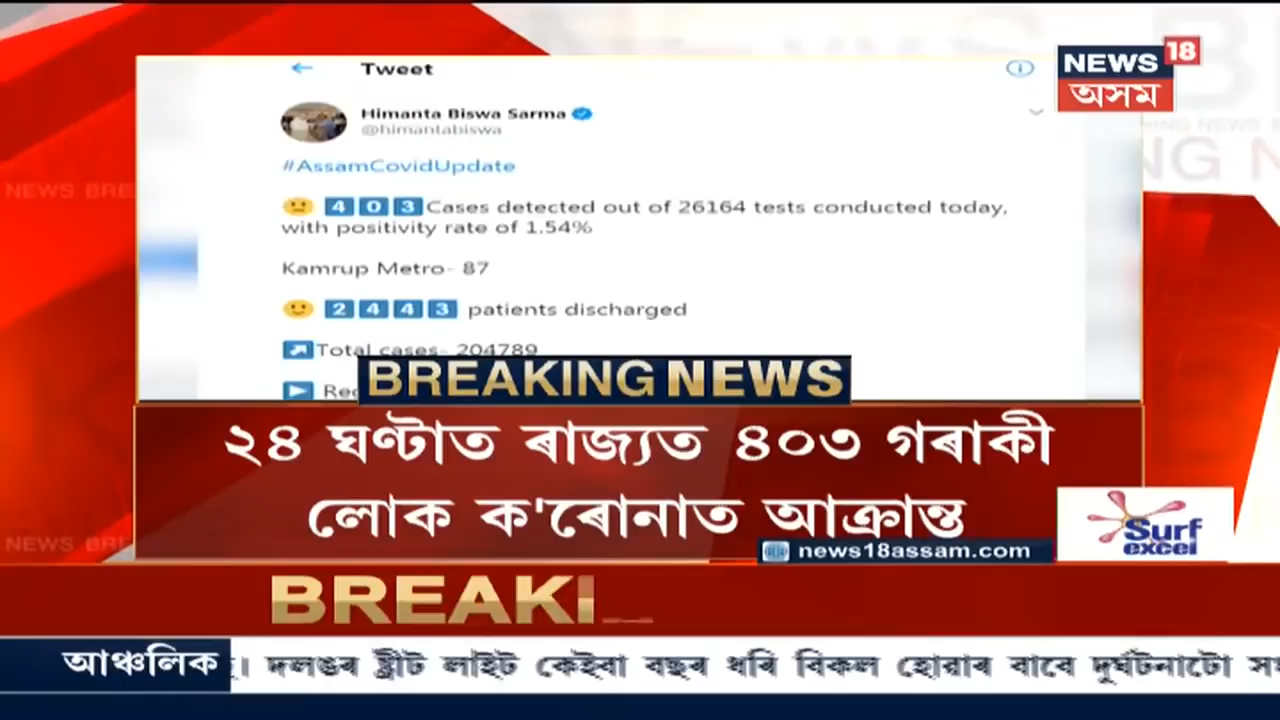 Tweet
NEWS 18
অসম
Himanta Biswa Sarma
@himantabiswa
#AssamCovidUpdate
403 Cases detected out of 26164 tests conducted today,
with positivity rate of 1.54%
Kamrup Metro- 87
2443 patients discharged
Total cases- 204789
BREAKING NEWS
২৪ ঘণ্টাত ৰাজ্যত ৪০৩ গৰাকী
লোক ক'ৰোনাত আক্ৰান্ত
Surf
excel
news18assam.com
BREAKI
আঞ্চলিক
দলঙৰ ষ্ট্ৰীট লাইট কেইবা বছৰ ধৰি বিকল হোৱাৰ বাবে দুৰ্ঘটনাটো